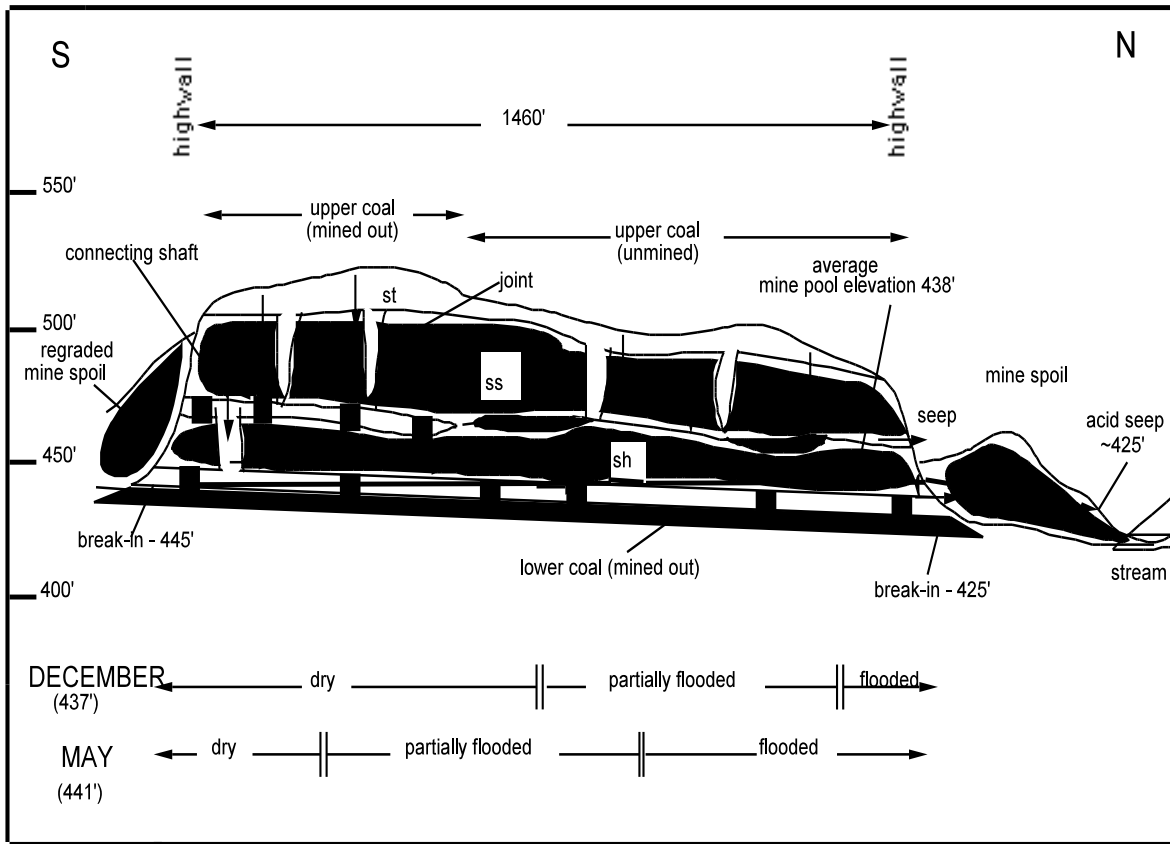 S
N
highwall
highwall
1460'
550'
upper coal
(mined out)
upper coal
(unmined)
connecting shaft
average
mine pool elevation 438'
joint
st
500'
regraded
mine spoil
ss
mine spoil
seep
acid seep
~425'
450'
sh
break-in - 445'
lower coal (mined out)
break-in - 425'
stream
400'
DECEMBER
(437')
dry
partially flooded
flooded
MAY
(441')
dry
partially flooded
flooded